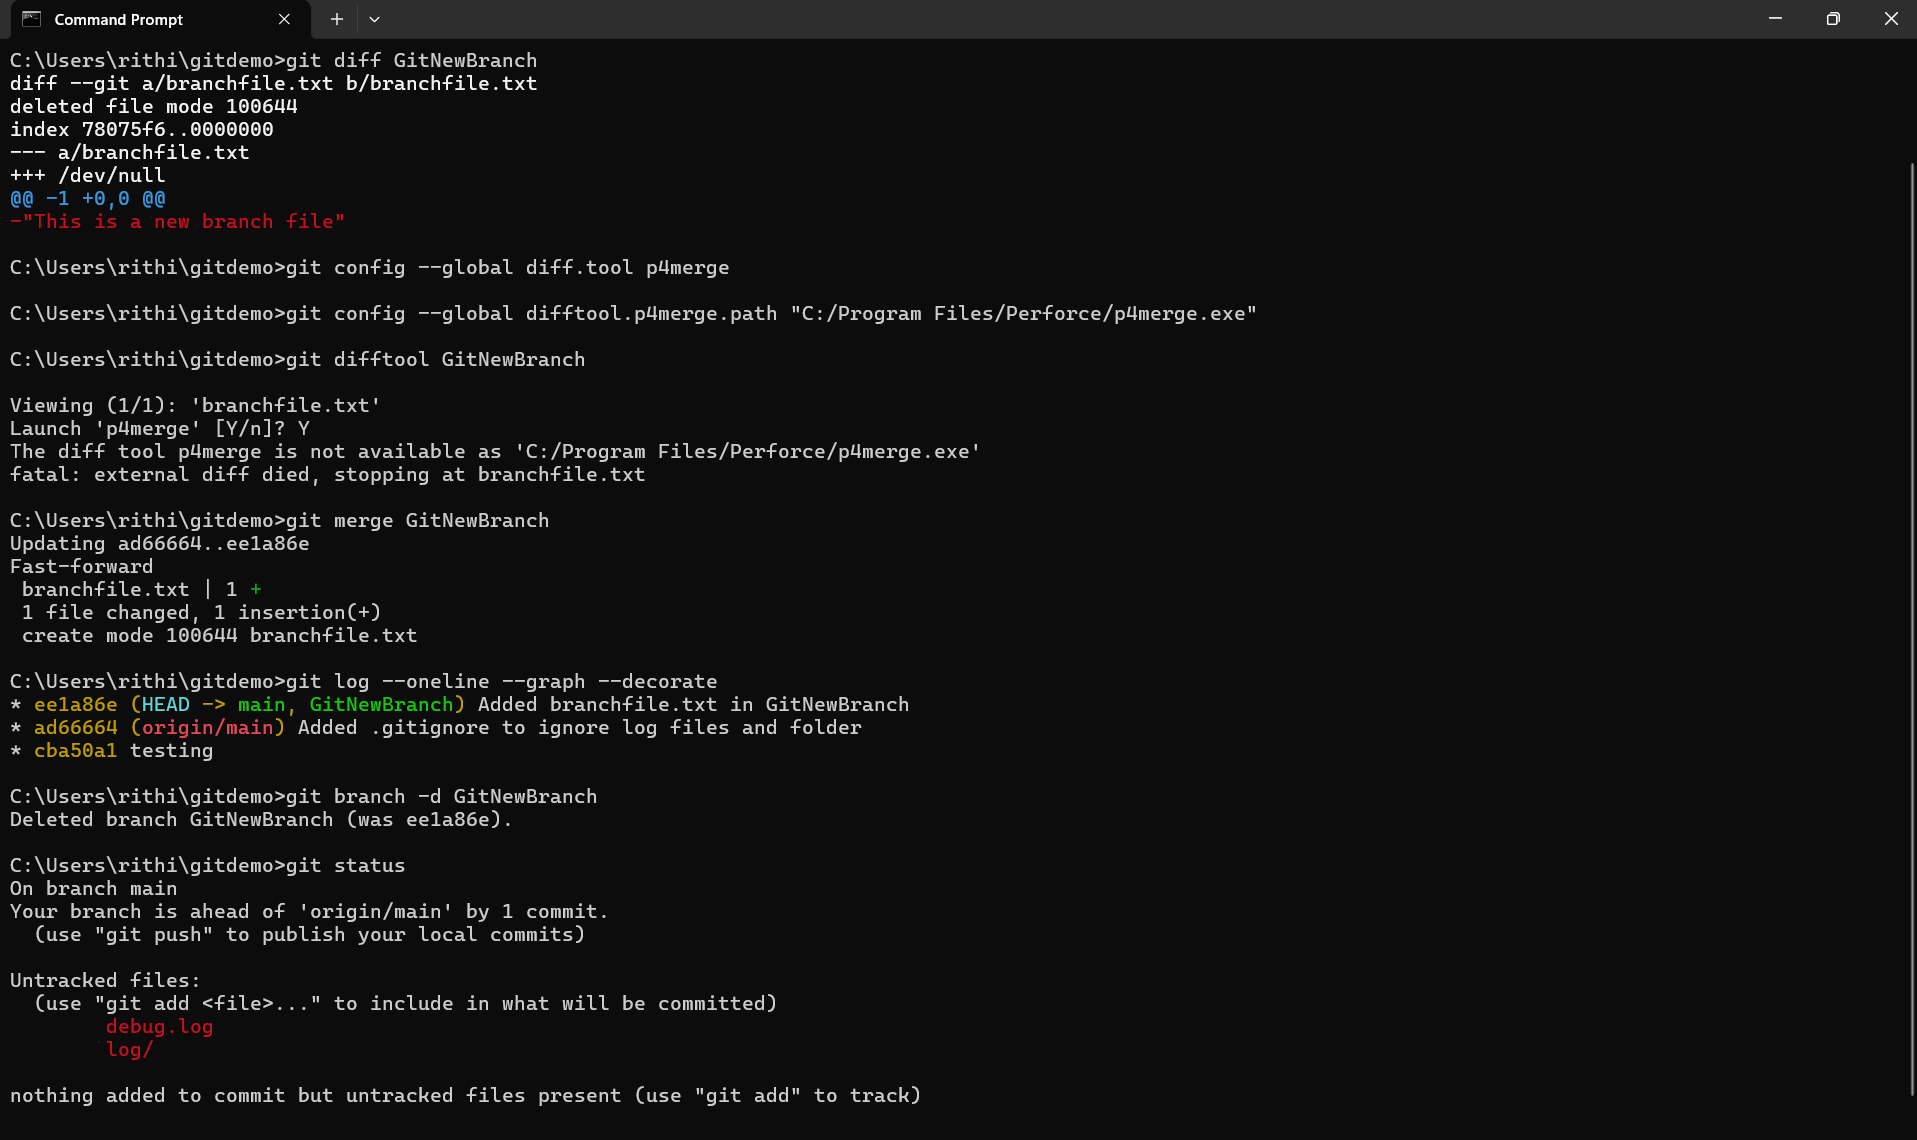 Command Prompt
C:\Users\rithi\gitdemo>git diff GitNewBranch
diff --git a/branchfile.txt b/branchfile.txt
deleted file mode 100644
index 78075f6..0000000
--- a/branchfile.txt
+++ /dev/null
@@ -1 +0,0 @@
-"This is a new branch file"
C:\Users\rithi\gitdemo>git config --global diff.tool p4merge
C:\Users\rithi\gitdemo>git config --global difftool.p4merge.path "C:/Program Files/Perforce/p4merge.exe"
C:\Users\rithi\gitdemo>git difftool GitNewBranch
Viewing (1/1): 'branchfile.txt'
Launch 'p4merge' [Y/n]? Y
The diff tool p4merge is not available as 'C:/Program Files/Perforce/p4merge.exe'
fatal: external diff died, stopping at branchfile.txt
C:\Users\rithi\gitdemo>git merge GitNewBranch
Updating ad66664..ee1a86e
Fast-forward
 branchfile.txt | 1 +
 1 file changed, 1 insertion(+)
 create mode 100644 branchfile.txt
C:\Users\rithi\gitdemo>git log --oneline --graph --decorate
* ee1a86e (HEAD -> main, GitNewBranch) Added branchfile.txt in GitNewBranch
* ad66664 (origin/main) Added .gitignore to ignore log files and folder
* cba50a1 testing
C:\Users\rithi\gitdemo>git branch -d GitNewBranch
Deleted branch GitNewBranch (was ee1a86e).
C:\Users\rithi\gitdemo>git status
On branch main
Your branch is ahead of 'origin/main' by 1 commit.
  (use "git push" to publish your local commits)
Untracked files:
  (use "git add <file>..." to include in what will be committed)
        debug.log
        log/
nothing added to commit but untracked files present (use "git add" to track)